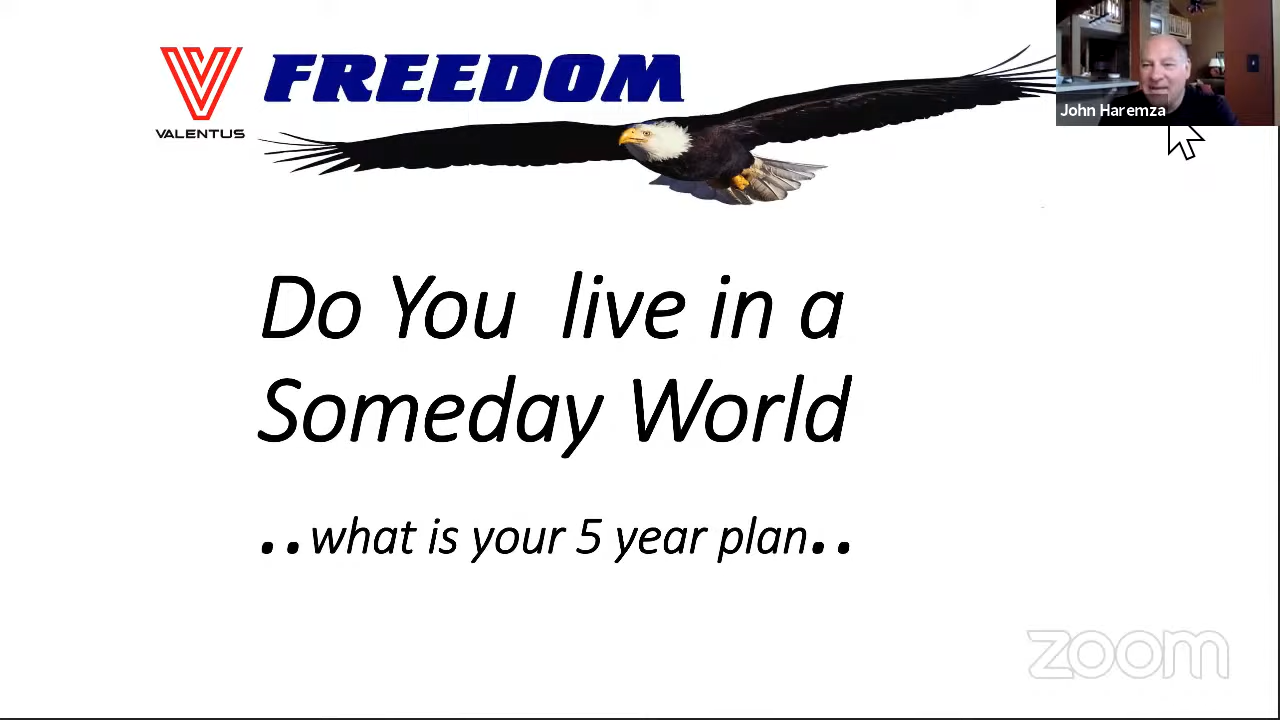 FREEDOM
VALENTUS
John Haremza
Do You live in a
Someday World
..what is your 5 year plan..
zoom